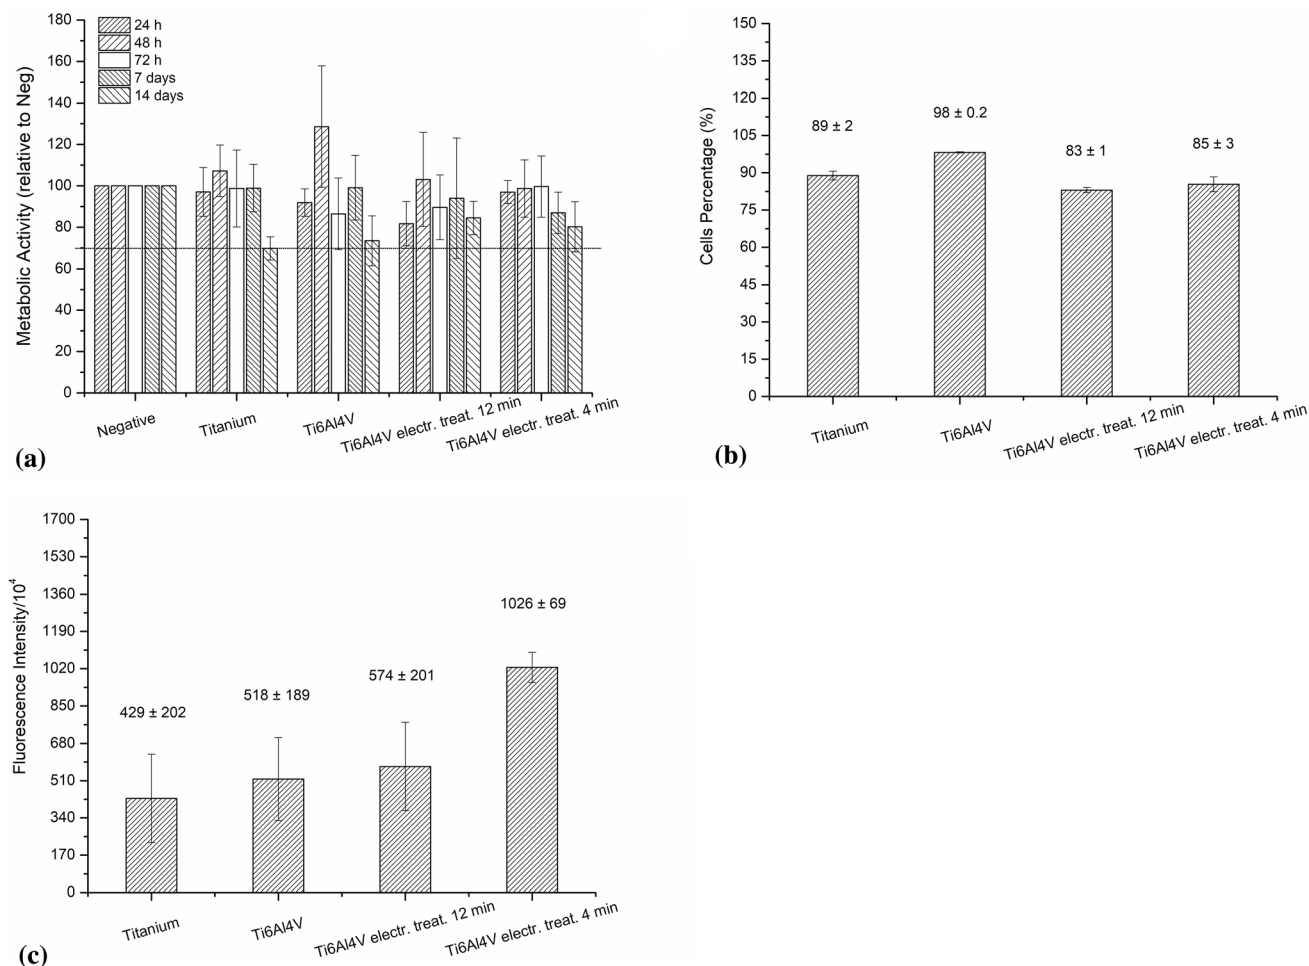 180
160
140
120
100
80
60
40
20
0
Metabolic Activity (relative to Neg)
24 h
48 h
72 h
7 days
14 days
Negative
Titanium
Ti6Al4V
Ti6Al4V electr. treat. 12 min
Ti6Al4V electr. treat. 4 min
(a)
150
135
120
105
90
75
60
45
30
15
0
Cells Percentage (%)
89 ± 2
98 ± 0.2
83 ± 1
85 ± 3
Titanium
Ti6Al4V
Ti6Al4V electr. treat. 12 min
Ti6Al4V electr. treat. 4 min
(b)
1700
1530
1360
1190
1020
850
680
510
340
170
0
Fluorescence Intensity/10⁴
429 ± 202
518 ± 189
574 ± 201
1026 ± 69
Titanium
Ti6Al4V
Ti6Al4V electr. treat. 12 min
Ti6Al4V electr. treat. 4 min
(c)